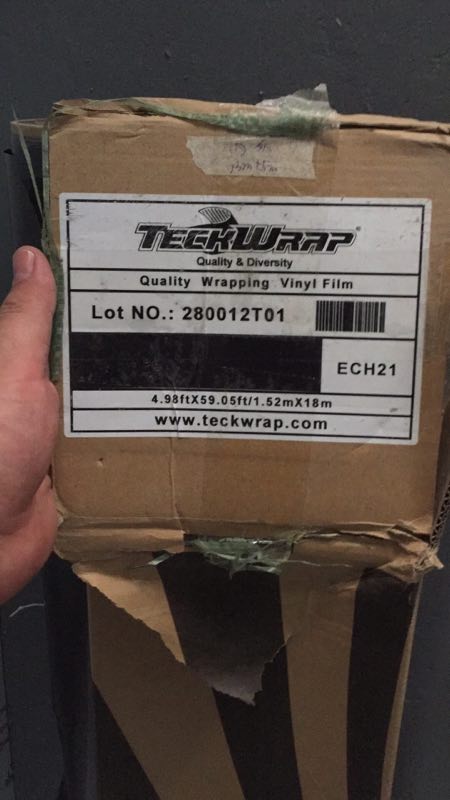 TECKWRAP®
Quality & Diversity
Quality Wrapping Vinyl Film
Lot NO.: 280012T01
ECH21
4.98ftX59.05ft/1.52mX18m
www.teckwrap.com